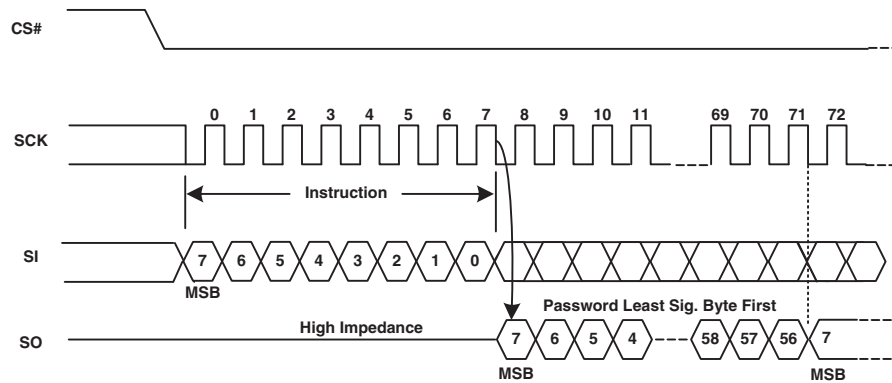 CS#
0 1 2 3 4 5 6 7 8 9 10 11 69 70 71 72
SCK
Instruction
SI
7 6 5 4 3 2 1 0
MSB
Password Least Sig. Byte First
High Impedance
SO
7 6 5 4 58 57 56 7
MSB MSB